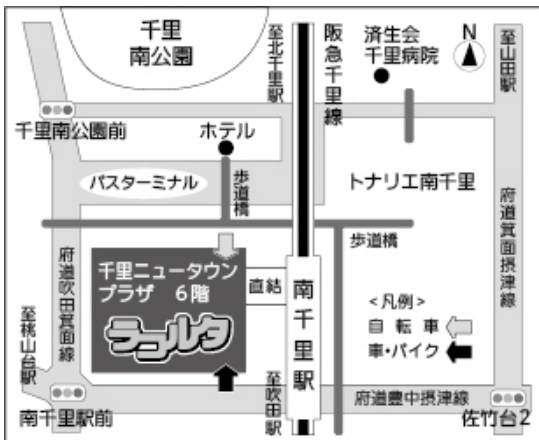 千里
南公園
至北千里駅
阪急千里線
済生会
千里病院
N
至山田駅
千里南公園前
ホテル
バスターミナル
歩道橋
トナリエ南千里
歩道橋
府道箕面摂津線
府道吹田箕面線
千里ニュータウン
プラザ 6階
ラコルタ
直結
南千里駅
<凡例>
自転車
車・バイク
至桃山台駅
南千里駅前
至吹田駅
府道豊中摂津線
佐竹台2